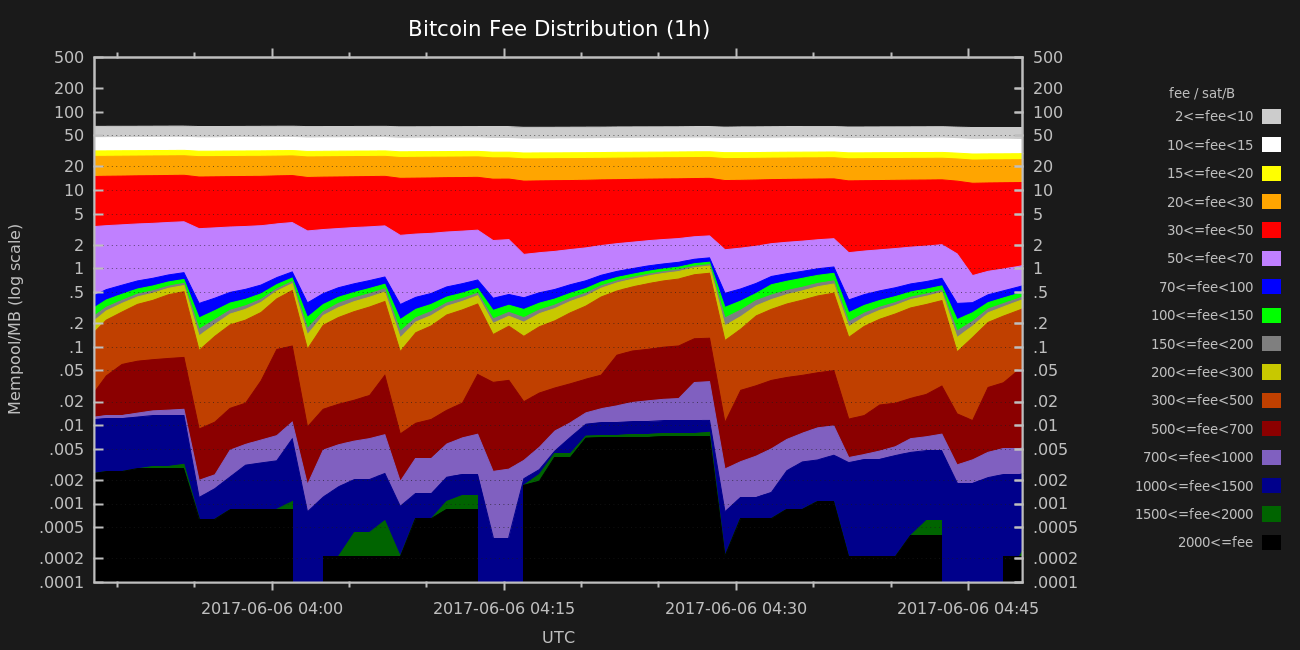 Bitcoin Fee Distribution (1h)
Mempool/MB (log scale)
500
200
100
50
20
10
5
2
1
.5
.2
.1
.05
.02
.01
.005
.002
.001
.0005
.0002
.0001
500
200
100
50
20
10
5
2
1
.5
.2
.1
.05
.02
.01
.005
.002
.001
.0005
.0002
.0001
2017-06-06 04:00
2017-06-06 04:15
2017-06-06 04:30
2017-06-06 04:45
UTC
fee / sat/B
2<=fee<10
10<=fee<15
15<=fee<20
20<=fee<30
30<=fee<50
50<=fee<70
70<=fee<100
100<=fee<150
150<=fee<200
200<=fee<300
300<=fee<500
500<=fee<700
700<=fee<1000
1000<=fee<1500
1500<=fee<2000
2000<=fee